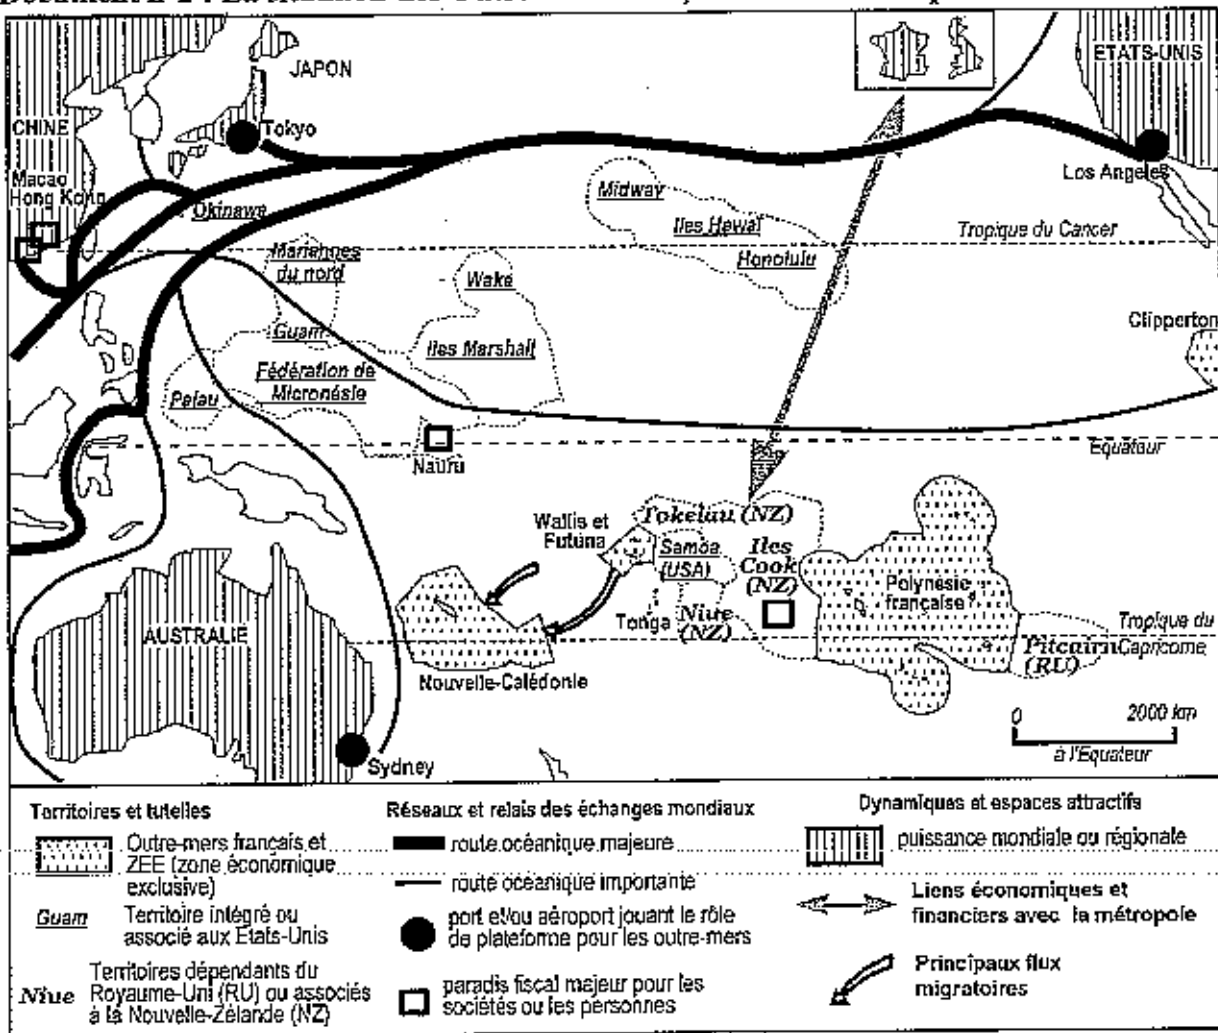 JAPON
ETATS-UNIS
CHINE
Tokyo
Macao
Hong Kong
Los Angeles
Okinawa
Midway
Iles Hawaï
Honolulu
Tropique du Cancer
Mariannes
du nord
Wake
Guam
Iles Marshall
Clipperton
Fédération de
Micronésie
Palau
Nauru
Equateur
Wallis et
Futuna
Tokelau (NZ)
Samoa
(USA)
Iles
Cook
(NZ)
Polynésie
française
Tonga
Niue
(NZ)
AUSTRALIE
Tropique du
Capricorne
Pitcairn
(RU)
Nouvelle-Calédonie
0 2000 km
à l'Equateur
Sydney
Territoires et tutelles
Outre-mers français et
ZEE (zone économique
exclusive)
Guam
Territoire intégré ou
associé aux Etats-Unis
Niue
Territoires dépendants du
Royaume-Uni (RU) ou associés
à la Nouvelle-Zélande (NZ)
Réseaux et relais des échanges mondiaux
route océanique majeure
route océanique importante
port et/ou aéroport jouant le rôle
de plateforme pour les outre-mers
paradis fiscal majeur pour les
sociétés ou les personnes
Dynamiques et espaces attractifs
puissance mondiale ou régionale
Liens économiques et
financiers avec la métropole
Principaux flux
migratoires